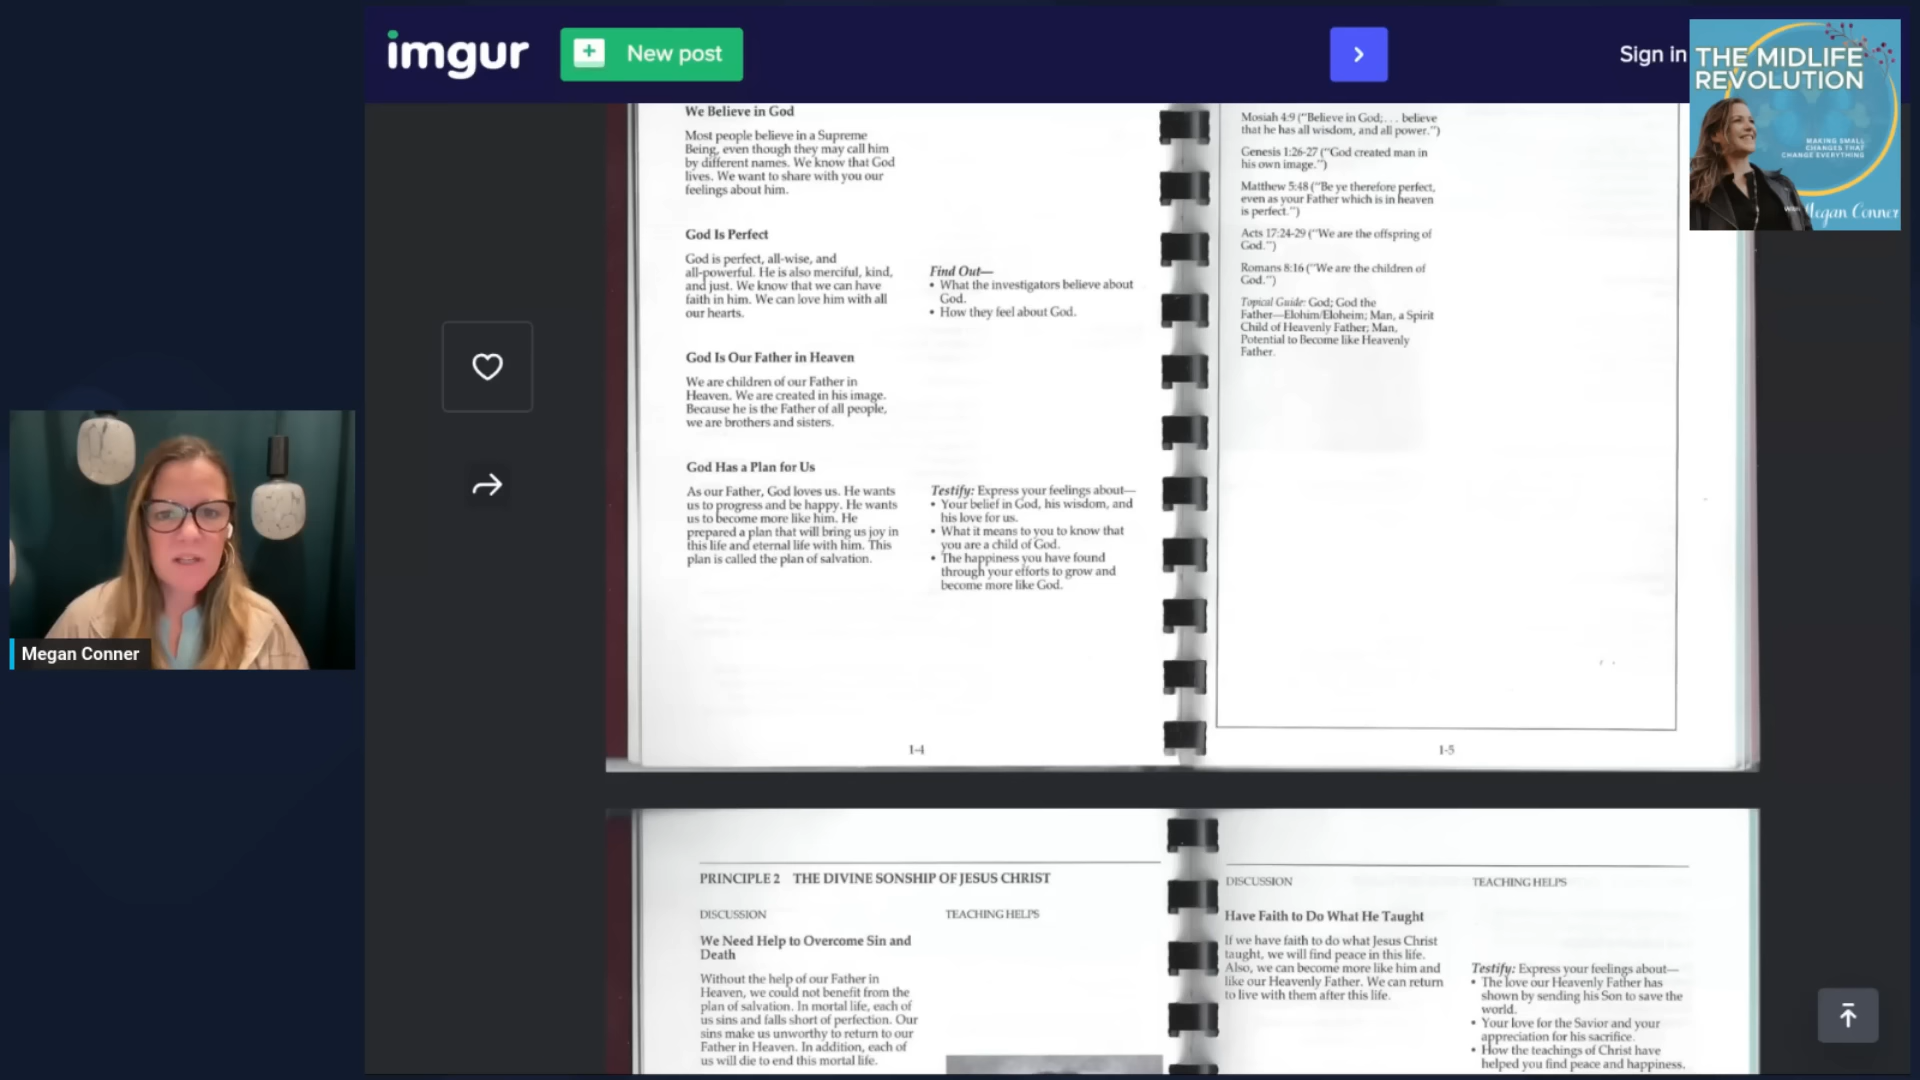 imgur
New post
Sign in
THE MIDLIFE
REVOLUTION
MAKING SMALL
CHANGES THAT
CHANGE EVERYTHING
Megan Conner
We Believe in God
Most people believe in a Supreme
Being, even though they may call him
by different names. We know that God
lives. We want to share with you our
feelings about him.
God Is Perfect
God is perfect, all-wise, and
all-powerful. He is also merciful, kind,
and just. We know that we can have
faith in him. We can love him with all
our hearts.
Find Out—
• What the investigators believe about
God.
• How they feel about God.
God Is Our Father in Heaven
We are children of our Father in
Heaven. We are created in his image.
Because he is the Father of all people,
we are brothers and sisters.
God Has a Plan for Us
As our Father, God loves us. He wants
us to progress and be happy. He wants
us to become more like him. He
prepared a plan that will bring us joy in
this life and eternal life with him. This
plan is called the plan of salvation.
Testify: Express your feelings about—
• Your belief in God, his wisdom, and
his love for us.
• What it means to you to know that
you are a child of God.
• The happiness you have found
through your efforts to grow and
become more like God.
1-4
Mosiah 4:9 ("Believe in God; . . . believe
that he has all wisdom, and all power.")
Genesis 1:26-27 ("God created man in
his own image.")
Matthew 5:48 ("Be ye therefore perfect,
even as your Father which is in heaven
is perfect.")
Acts 17:24-29 ("We are the offspring of
God.")
Romans 8:16 ("We are the children of
God.")
Topical Guide: God; God the
Father—Elohim/Eloheim; Man, a Spirit
Child of Heavenly Father; Man,
Potential to Become like Heavenly
Father.
1-5
Megan Conner
PRINCIPLE 2 THE DIVINE SONSHIP OF JESUS CHRIST
DISCUSSION
TEACHING HELPS
We Need Help to Overcome Sin and
Death
Without the help of our Father in
Heaven, we could not benefit from the
plan of salvation. In mortal life, each of
us sins and falls short of perfection. Our
sins make us unworthy to return to our
Father in Heaven. In addition, each of
us will die to end this mortal life.
DISCUSSION
TEACHING HELPS
Have Faith to Do What He Taught
If we have faith to do what Jesus Christ
taught, we will find peace in this life.
Also, we can become more like him and
like our Heavenly Father. We can return
to live with them after this life.
Testify: Express your feelings about—
• The love our Heavenly Father has
shown by sending his Son to save the
world.
• Your love for the Savior and your
appreciation for his sacrifice.
• How the teachings of Christ have
helped you find peace and happiness.